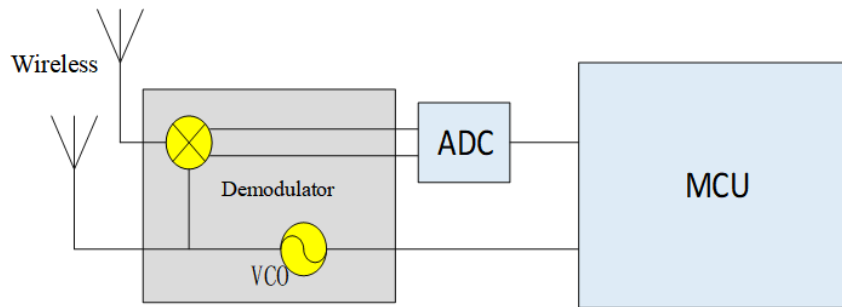 Wireless
ADC
MCU
Demodulator
VCO